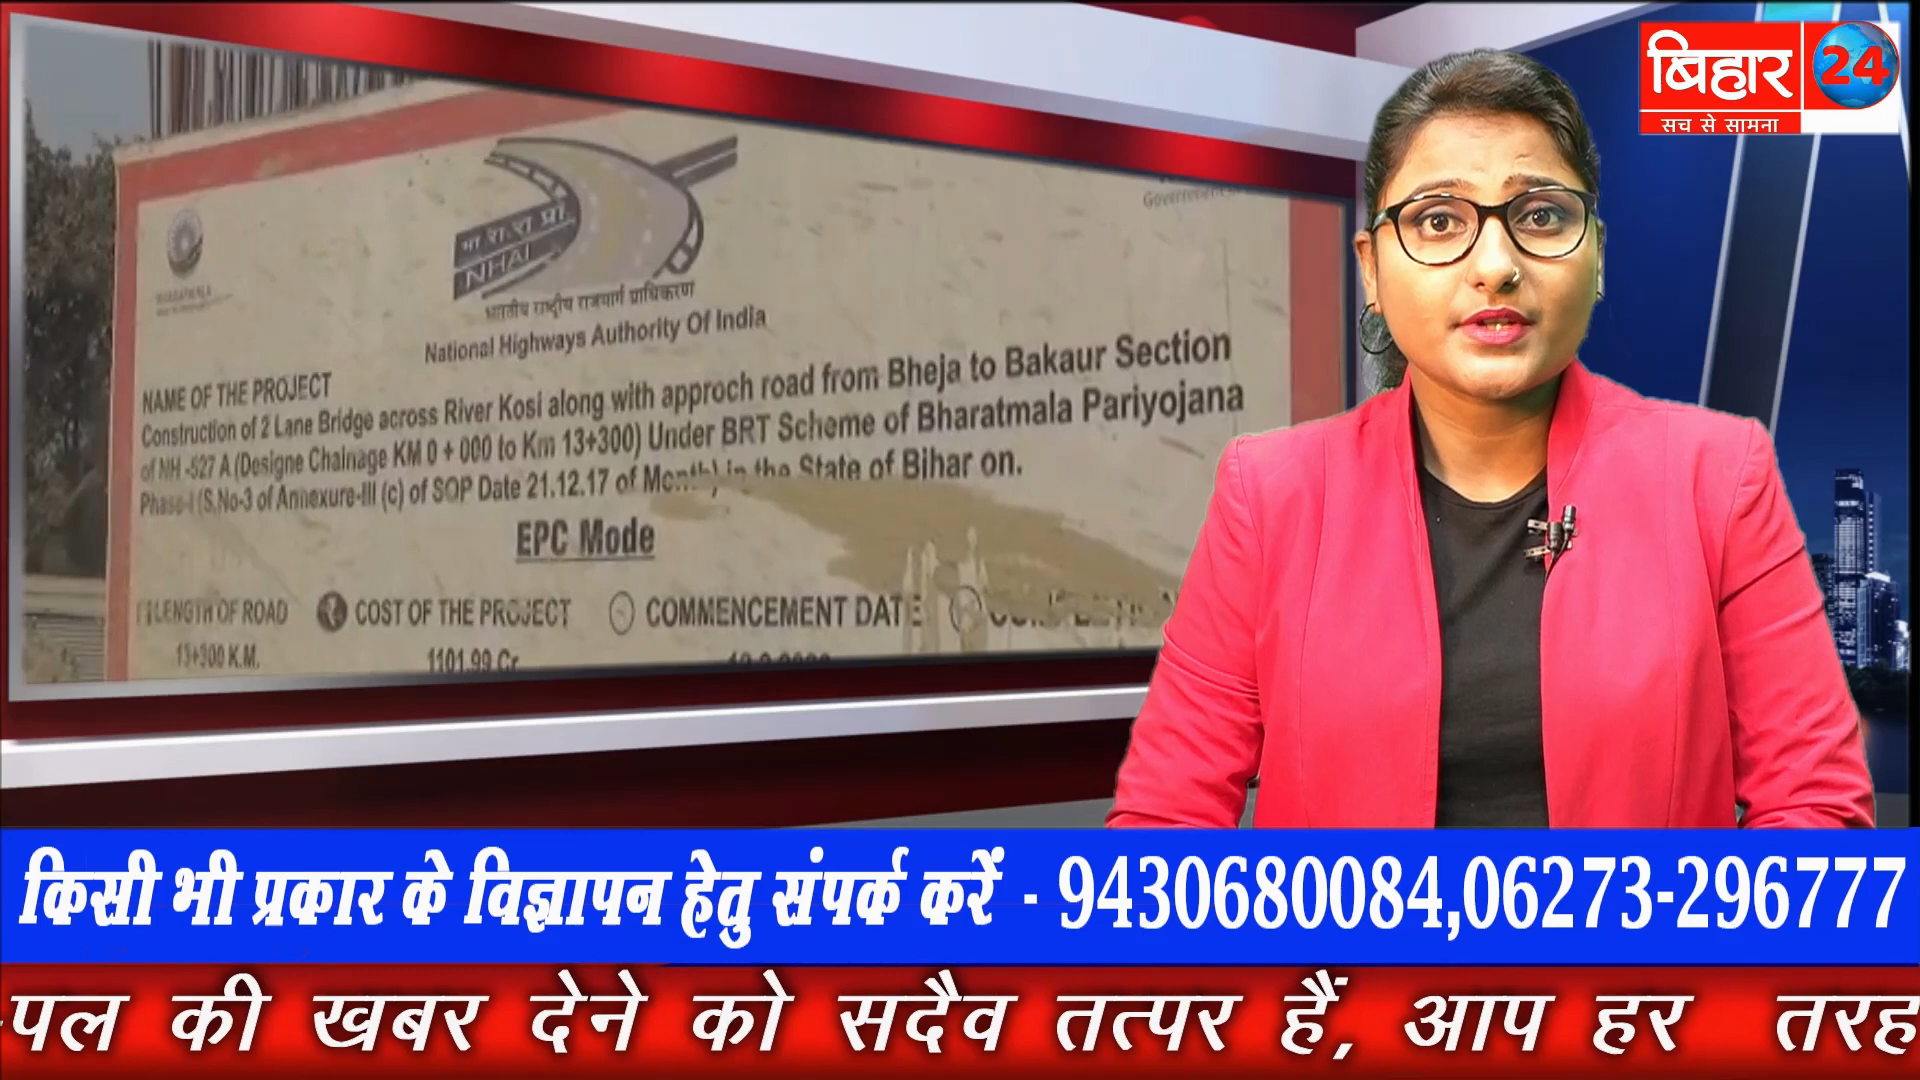 बिहार 24
सच से सामना
भा.रा.रा.प्रा.
NHAI
भारतीय राष्ट्रीय राजमार्ग प्राधिकरण
National Highways Authority Of India
NAME OF THE PROJECT
Construction of 2 Lane Bridge across River Kosi along with approch road from Bheja to Bakaur Section
of NH -527 A (Designe Chainage KM 0 + 000 to Km 13+300) Under BRT Scheme of Bharatmala Pariyojana
Phase-I (S.No-3 of Annexure-III (c) of SOP Date 21.12.17 of in the State of Bihar on.
EPC Mode
LENGTH OF ROAD COST OF THE PROJECT COMMENCEMENT DATE
13+300 K.M. 1101.99 Cr
किसी भी प्रकार के विज्ञापन हेतु संपर्क करें - 9430680084,06273-296777
-पल की खबर देने को सदैव तत्पर हैं, आप हर तरह